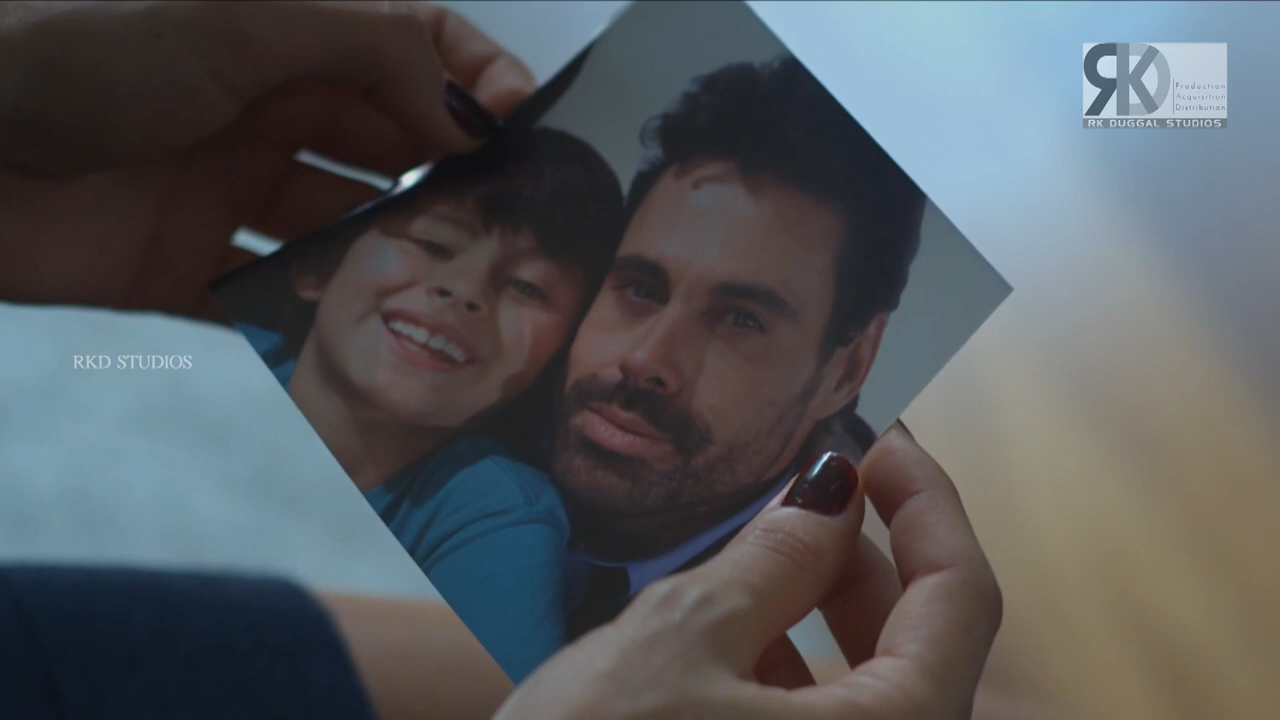 RK
Production
Acquisition
Distribution
RK DUGGAL STUDIOS
RKD STUDIOS